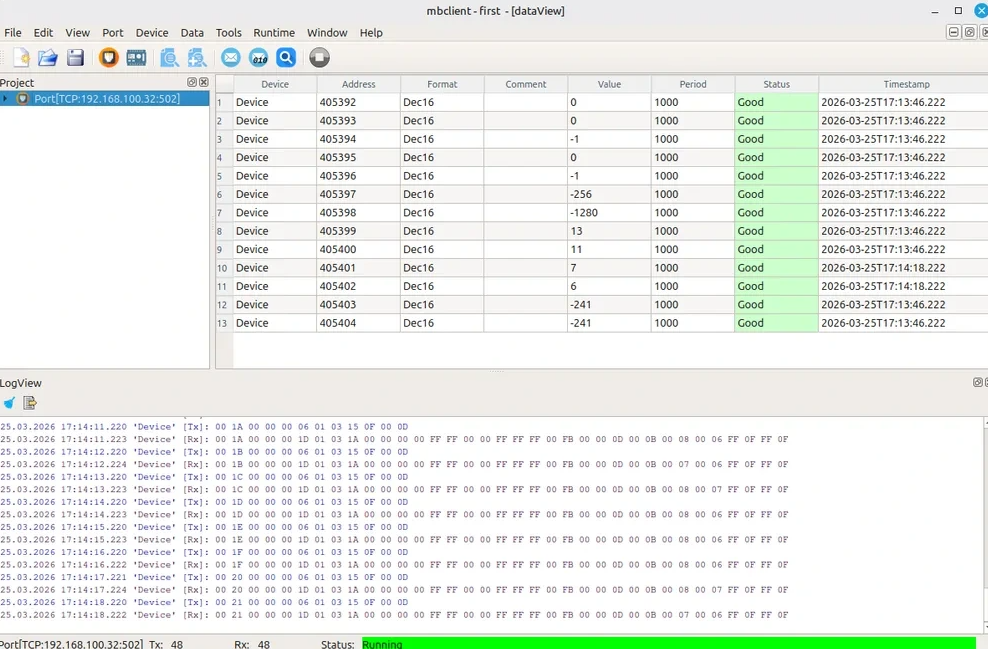 mbclient - first - [dataView]
File Edit View Port Device Data Tools Runtime Window Help
Project
Port[TCP:192.168.100.32:502]
Device Address Format Comment Value Period Status Timestamp
1 Device 405392 Dec16 0 1000 Good 2026-03-25T17:13:46.222
2 Device 405393 Dec16 0 1000 Good 2026-03-25T17:13:46.222
3 Device 405394 Dec16 -1 1000 Good 2026-03-25T17:13:46.222
4 Device 405395 Dec16 0 1000 Good 2026-03-25T17:13:46.222
5 Device 405396 Dec16 -1 1000 Good 2026-03-25T17:13:46.222
6 Device 405397 Dec16 -256 1000 Good 2026-03-25T17:13:46.222
7 Device 405398 Dec16 -1280 1000 Good 2026-03-25T17:13:46.222
8 Device 405399 Dec16 13 1000 Good 2026-03-25T17:13:46.222
9 Device 405400 Dec16 11 1000 Good 2026-03-25T17:13:46.222
10 Device 405401 Dec16 7 1000 Good 2026-03-25T17:14:18.222
11 Device 405402 Dec16 6 1000 Good 2026-03-25T17:14:18.222
12 Device 405403 Dec16 -241 1000 Good 2026-03-25T17:13:46.222
13 Device 405404 Dec16 -241 1000 Good 2026-03-25T17:13:46.222
LogView
25.03.2026 17:14:11.220 'Device' [Tx]: 00 1A 00 00 00 06 01 03 15 0F 00 0D
25.03.2026 17:14:11.223 'Device' [Rx]: 00 1A 00 00 00 1D 01 03 1A 00 00 00 00 FF FF 00 00 FF FF FF 00 FB 00 00 0D 00 0B 00 08 00 06 FF 0F FF 0F
25.03.2026 17:14:12.220 'Device' [Tx]: 00 1B 00 00 00 06 01 03 15 0F 00 0D
25.03.2026 17:14:12.224 'Device' [Rx]: 00 1B 00 00 00 1D 01 03 1A 00 00 00 00 FF FF 00 00 FF FF FF 00 FB 00 00 0D 00 0B 00 07 00 06 FF 0F FF 0F
25.03.2026 17:14:13.220 'Device' [Tx]: 00 1C 00 00 00 06 01 03 15 0F 00 0D
25.03.2026 17:14:13.223 'Device' [Rx]: 00 1C 00 00 00 1D 01 03 1A 00 00 00 00 FF FF 00 00 FF FF FF 00 FB 00 00 0D 00 0B 00 08 00 07 FF 0F FF 0F
25.03.2026 17:14:14.220 'Device' [Tx]: 00 1D 00 00 00 06 01 03 15 0F 00 0D
25.03.2026 17:14:14.223 'Device' [Rx]: 00 1D 00 00 00 1D 01 03 1A 00 00 00 00 FF FF 00 00 FF FF FF 00 FB 00 00 0D 00 0B 00 08 00 06 FF 0F FF 0F
25.03.2026 17:14:15.220 'Device' [Tx]: 00 1E 00 00 00 06 01 03 15 0F 00 0D
25.03.2026 17:14:15.223 'Device' [Rx]: 00 1E 00 00 00 1D 01 03 1A 00 00 00 00 FF FF 00 00 FF FF FF 00 FB 00 00 0D 00 0B 00 08 00 06 FF 0F FF 0F
25.03.2026 17:14:16.220 'Device' [Tx]: 00 1F 00 00 00 06 01 03 15 0F 00 0D
25.03.2026 17:14:16.222 'Device' [Rx]: 00 1F 00 00 00 1D 01 03 1A 00 00 00 00 FF FF 00 00 FF FF FF 00 FB 00 00 0D 00 0B 00 08 00 06 FF 0F FF 0F
25.03.2026 17:14:17.221 'Device' [Tx]: 00 20 00 00 00 06 01 03 15 0F 00 0D
25.03.2026 17:14:17.224 'Device' [Rx]: 00 20 00 00 00 1D 01 03 1A 00 00 00 00 FF FF 00 00 FF FF FF 00 FB 00 00 0D 00 0B 00 08 00 07 FF 0F FF 0F
25.03.2026 17:14:18.220 'Device' [Tx]: 00 21 00 00 00 06 01 03 15 0F 00 0D
25.03.2026 17:14:18.222 'Device' [Rx]: 00 21 00 00 00 1D 01 03 1A 00 00 00 00 FF FF 00 00 FF FF FF 00 FB 00 00 0D 00 0B 00 07 00 06 FF 0F FF 0F
Port[TCP:192.168.100.32:502] Tx: 48 Rx: 48 Status: Running